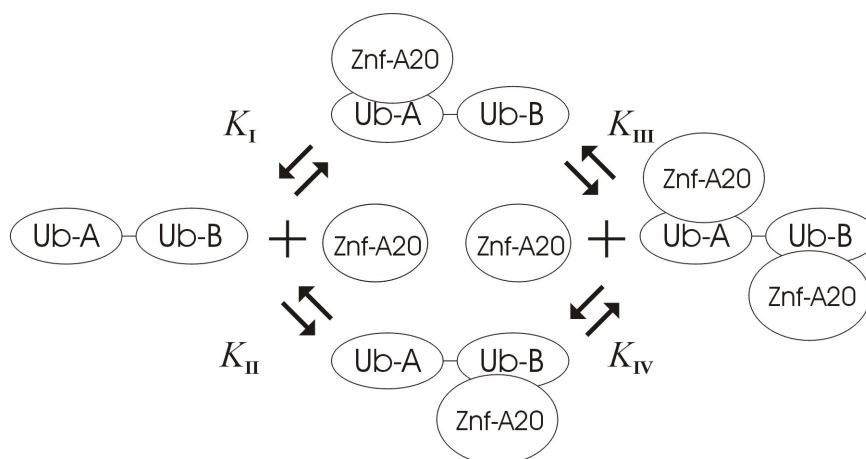 Znf-A20
Ub-A Ub-B
K_I K_III
Znf-A20
Ub-A Ub-B + Znf-A20 Znf-A20 + Ub-A Ub-B
Znf-A20
K_II Ub-A Ub-B K_IV
Znf-A20